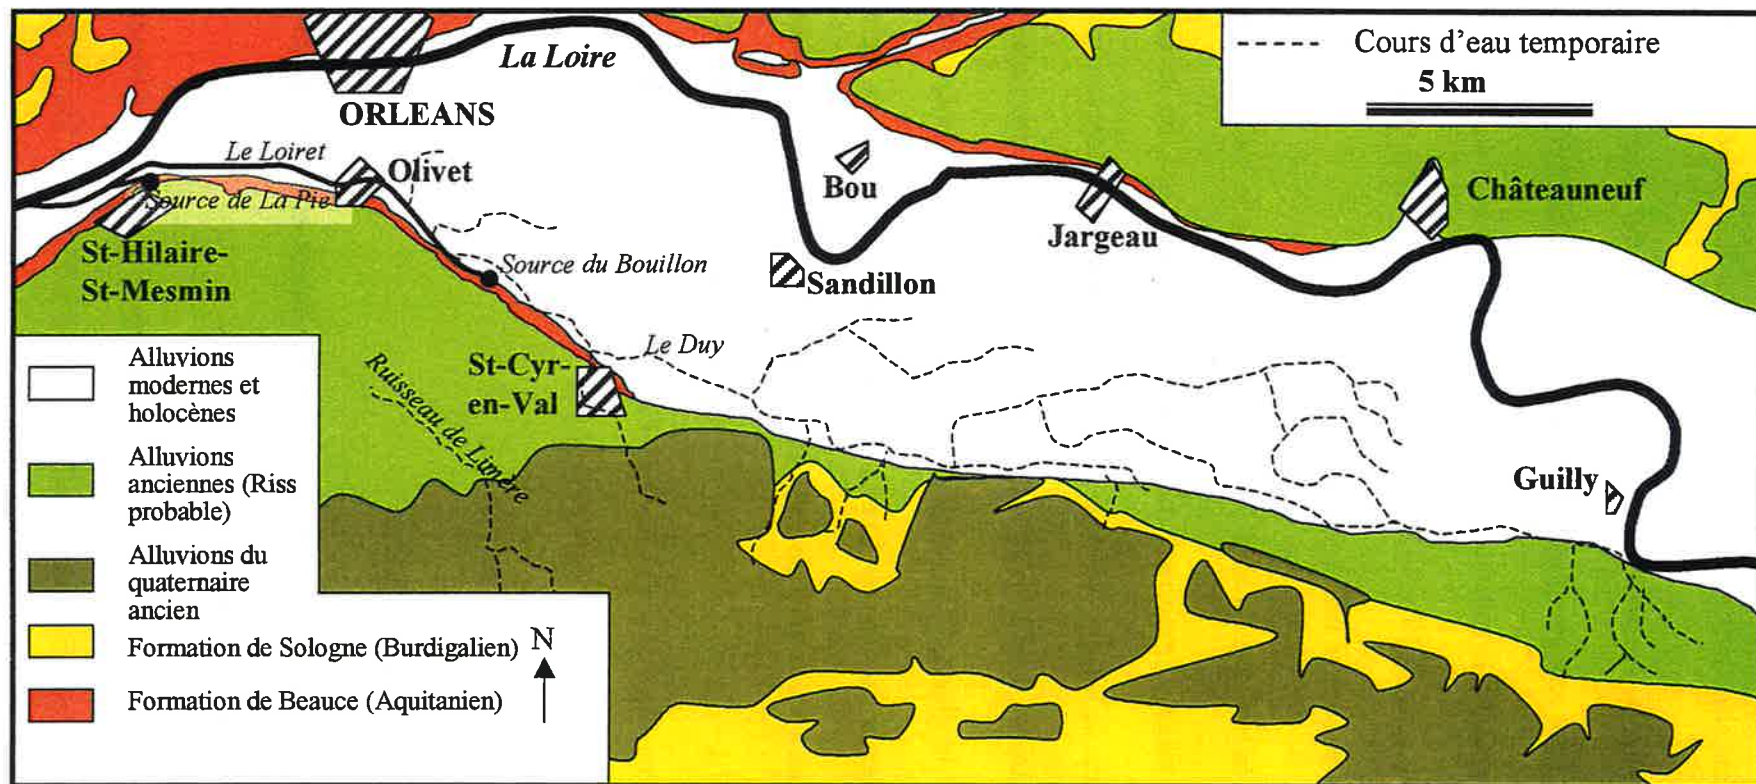 Cours d'eau temporaire
5 km
La Loire
ORLEANS
Le Loiret
Olivet
Source de La Pie
St-Hilaire-
St-Mesmin
Bou
Jargeau
Châteauneuf
Source du Bouillon
Sandillon
Le Duy
St-Cyr-
en-Val
Ruisseau de Limère
Guilly
Alluvions
modernes et
holocènes
Alluvions
anciennes (Riss
probable)
Alluvions du
quaternaire
ancien
Formation de Sologne (Burdigalien)
N
Formation de Beauce (Aquitanien)